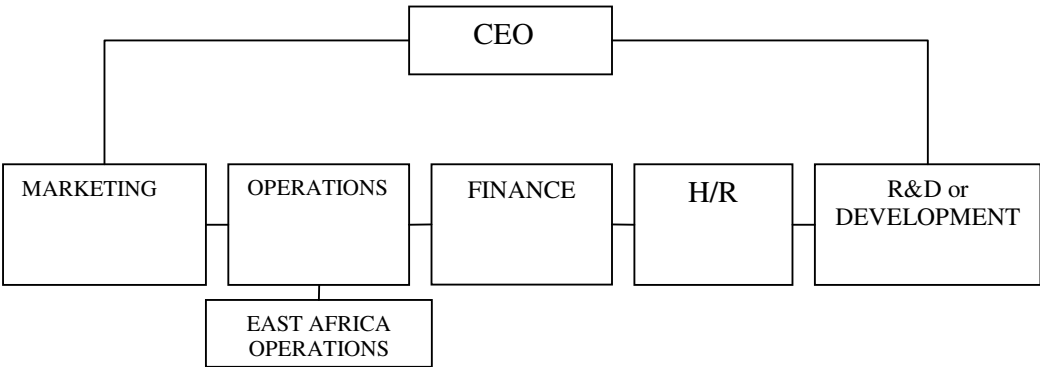 CEO
MARKETING
OPERATIONS
FINANCE
H/R
R&D or
DEVELOPMENT
EAST AFRICA
OPERATIONS